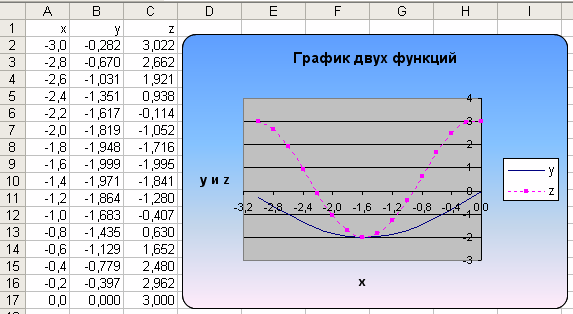 A B C D E F G H I
1 x y z
2 -3,0 -0,282 3,022
3 -2,8 -0,670 2,662
4 -2,6 -1,031 1,921
5 -2,4 -1,351 0,938
6 -2,2 -1,617 -0,114
7 -2,0 -1,819 -1,052
8 -1,8 -1,948 -1,716
9 -1,6 -1,999 -1,995
10 -1,4 -1,971 -1,841
11 -1,2 -1,864 -1,280
12 -1,0 -1,683 -0,407
13 -0,8 -1,435 0,630
14 -0,6 -1,129 1,652
15 -0,4 -0,779 2,480
16 -0,2 -0,397 2,962
17 0,0 0,000 3,000
График двух функций
4
3
2
1
0
-2
-3
-3,2 -2,8 -2,4 -2,0 -1,6 -1,2 -0,8 -0,4 0,0
y и z
x
y
z